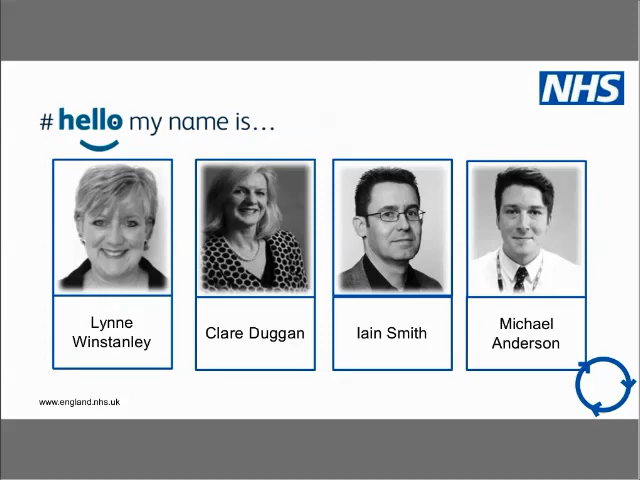 NHS
#hello my name is...
Lynne
Winstanley
Clare Duggan
Iain Smith
Michael
Anderson
www.england.nhs.uk